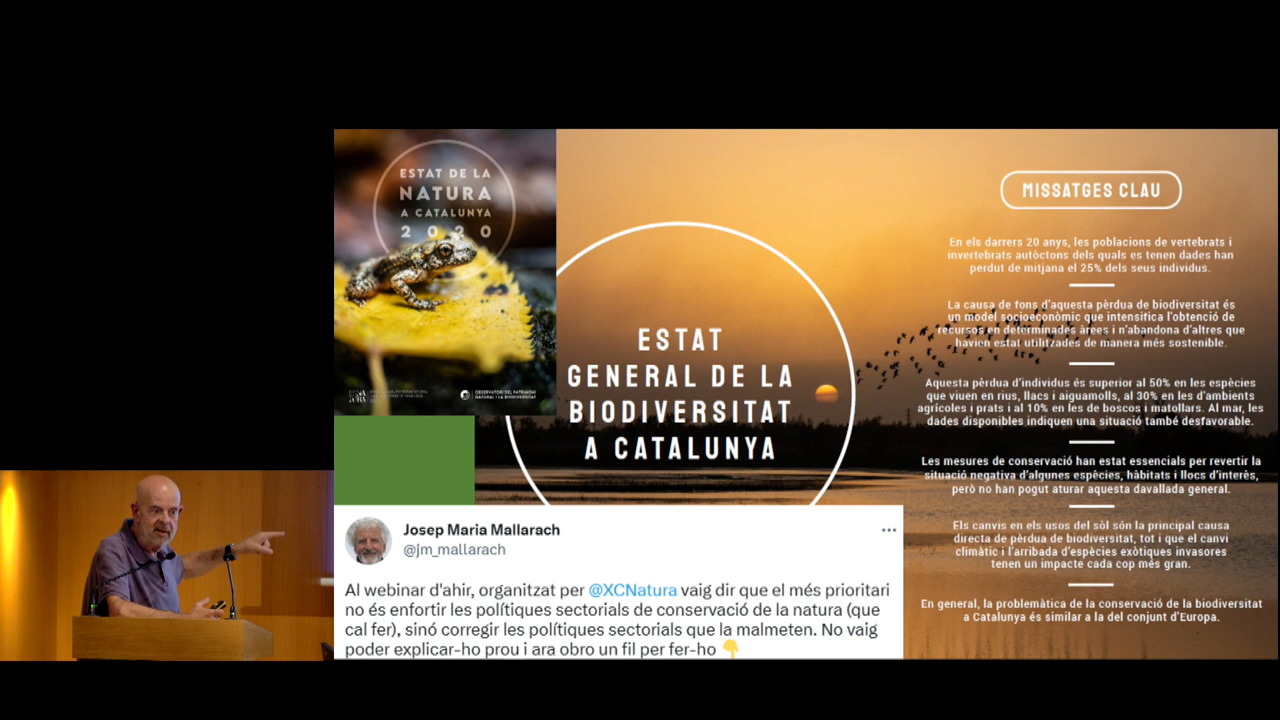 ESTAT DE LA
NATURA
A CATALUNYA
2020
OBSERVATORI DEL PATRIMONI
NATURAL I LA BIODIVERSITAT
ESTAT
GENERAL DE LA
BIODIVERSITAT
A CATALUNYA
MISSATGES CLAU
En els darrers 20 anys, les poblacions de vertebrats i
invertebrats autòctons dels quals es tenen dades han
perdut de mitjana el 25% dels seus individus.
La causa de fons d'aquesta pèrdua de biodiversitat és
un model socioeconòmic que intensifica l'obtenció de
recursos en determinades àrees i n'abandona d'altres que
havien estat utilitzades de manera més sostenible.
Aquesta pèrdua d'individus és superior al 50% en les espècies
que viuen en rius, llacs i aiguamolls, al 30% en les d'ambients
agrícoles i prats i al 10% en les de boscos i matollars. Al mar, les
dades disponibles indiquen una situació també desfavorable.
Les mesures de conservació han estat essencials per revertir la
situació negativa d'algunes espècies, hàbitats i llocs d'interès,
però no han pogut aturar aquesta davallada general.
Els canvis en els usos del sòl són la principal causa
directa de pèrdua de biodiversitat, tot i que el canvi
climàtic i l'arribada d'espècies exòtiques invasores
tenen un impacte cada cop més gran.
En general, la problemàtica de la conservació de la biodiversitat
a Catalunya és similar a la del conjunt d'Europa.
Josep Maria Mallarach
@jm_mallarach
Al webinar d'ahir, organitzat per @XCNatura vaig dir que el més prioritari
no és enfortir les polítiques sectorials de conservació de la natura (que
cal fer), sinó corregir les polítiques sectorials que la malmeten. No vaig
poder explicar-ho prou i ara obro un fil per fer-ho 👇